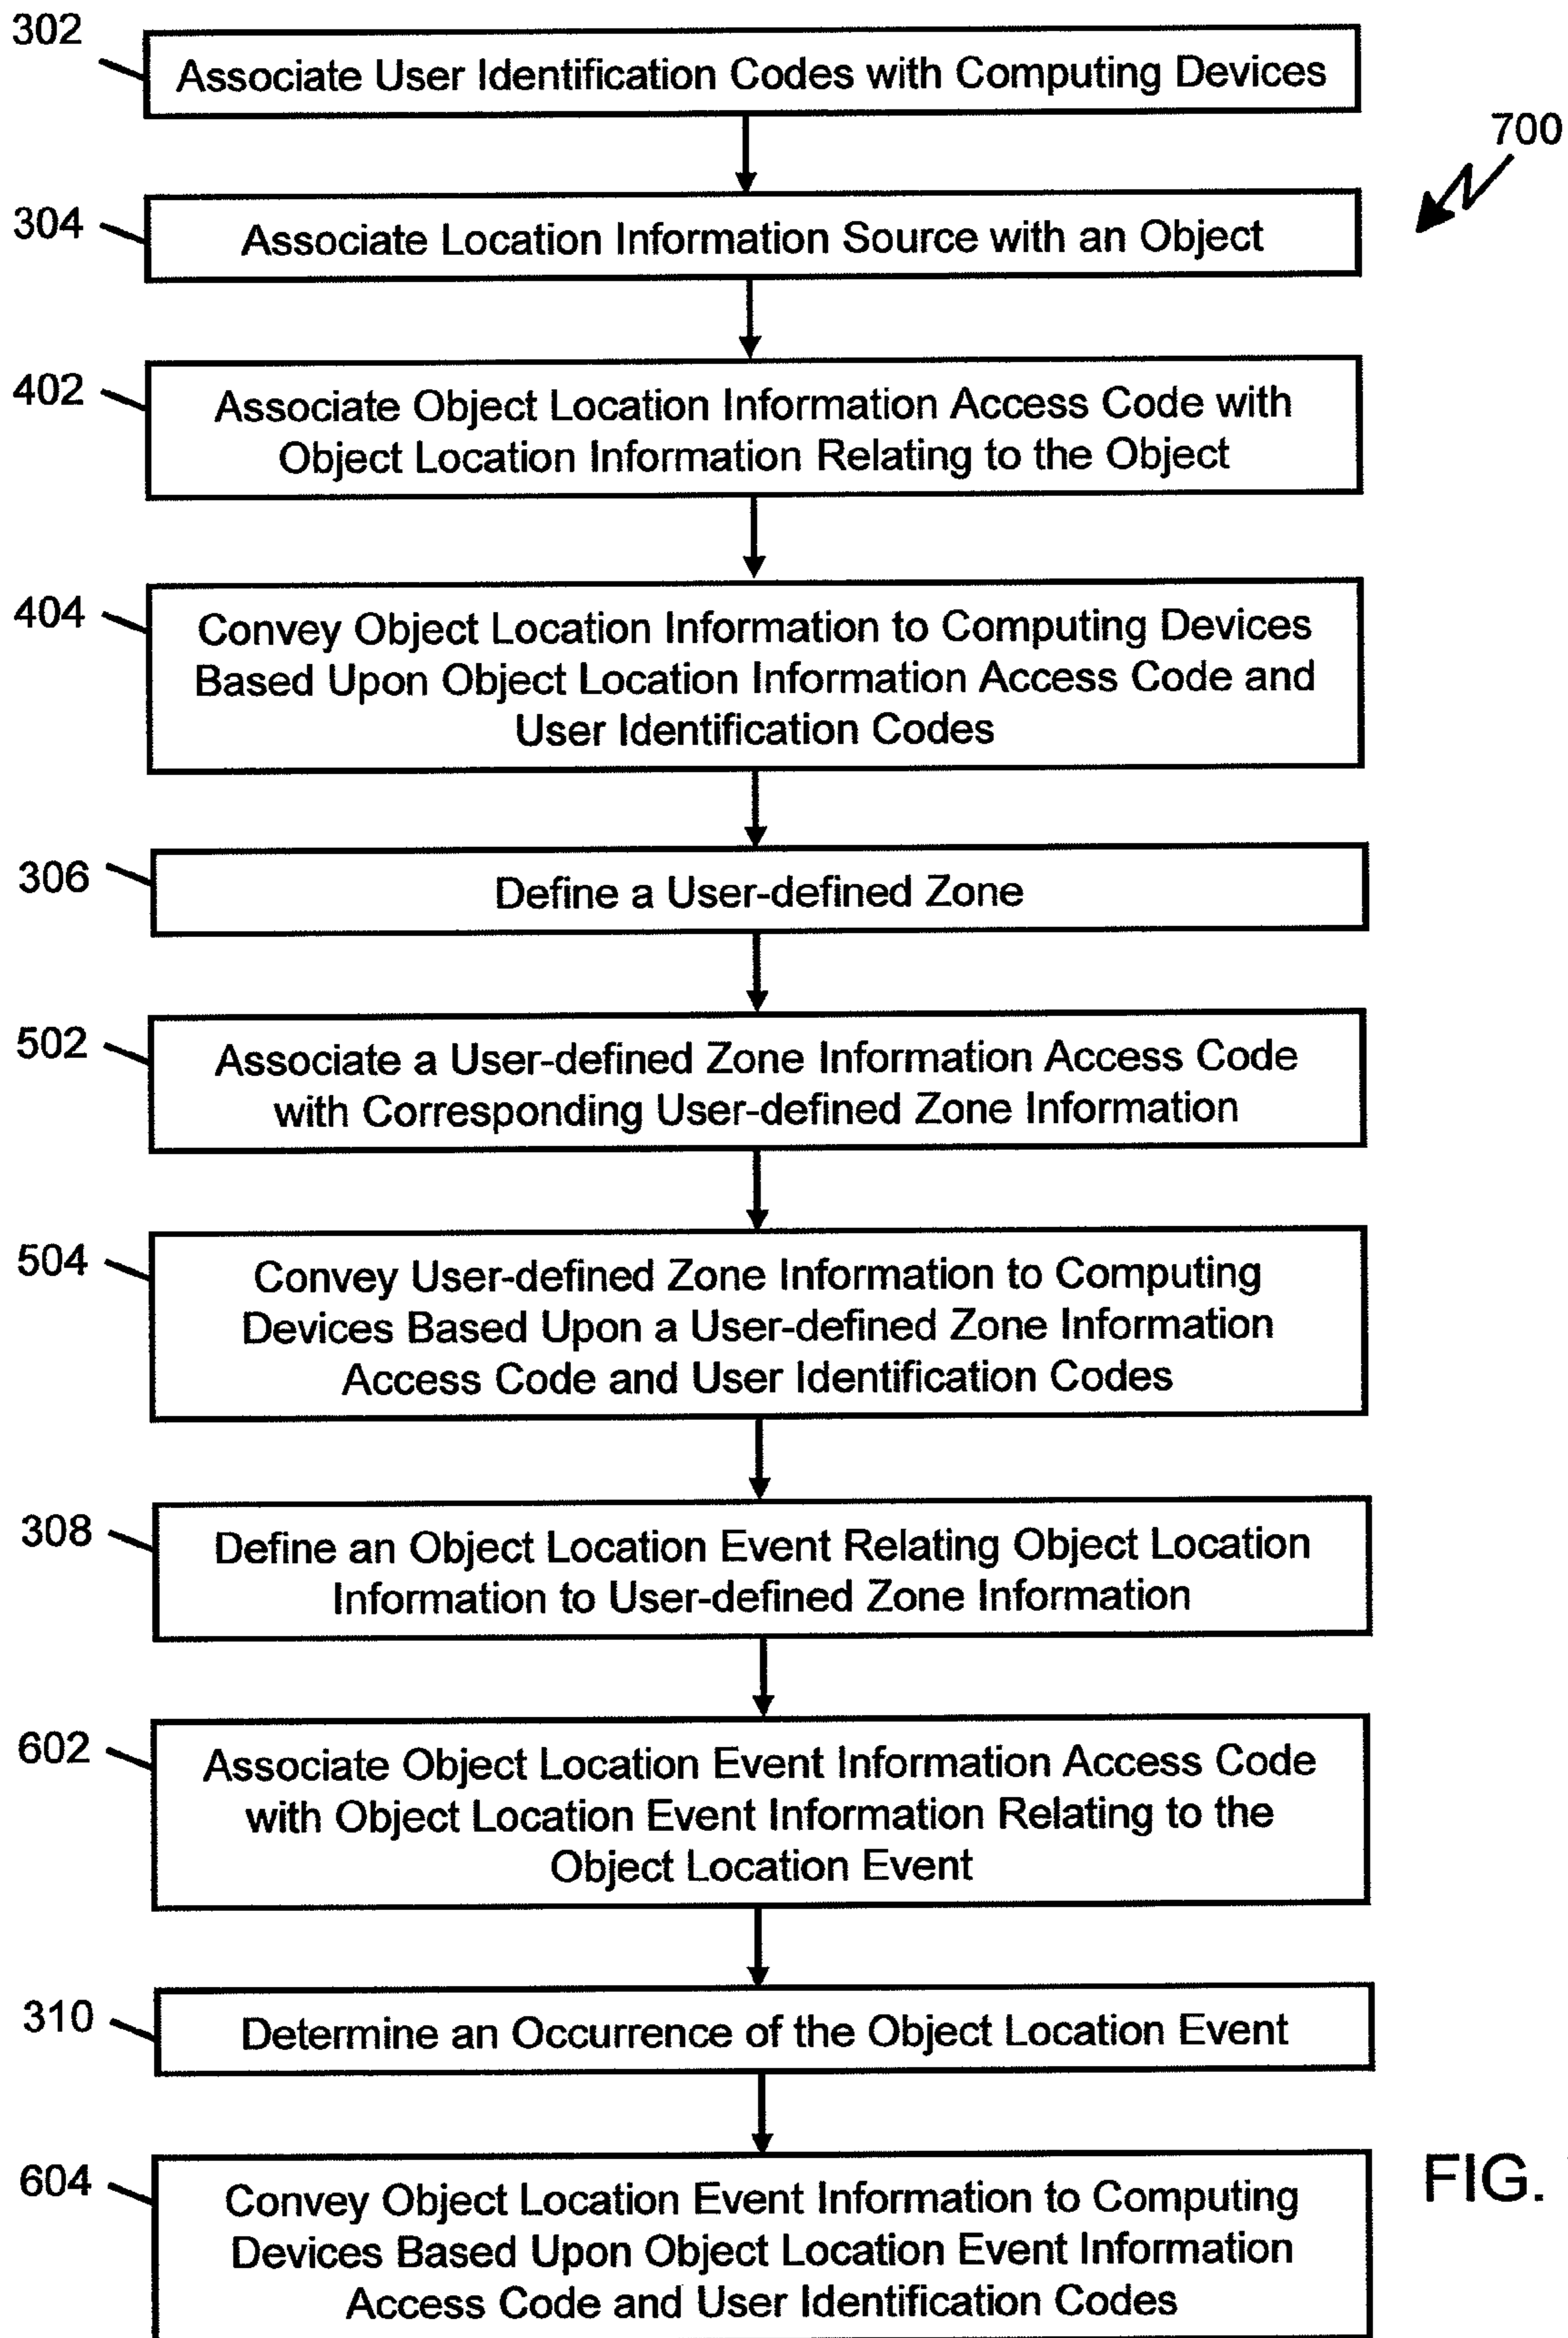 302
Associate User Identification Codes with Computing Devices
700
304
Associate Location Information Source with an Object
402
Associate Object Location Information Access Code with
Object Location Information Relating to the Object
404
Convey Object Location Information to Computing Devices
Based Upon Object Location Information Access Code and
User Identification Codes
306
Define a User-defined Zone
502
Associate a User-defined Zone Information Access Code
with Corresponding User-defined Zone Information
504
Convey User-defined Zone Information to Computing
Devices Based Upon a User-defined Zone Information
Access Code and User Identification Codes
308
Define an Object Location Event Relating Object Location
Information to User-defined Zone Information
602
Associate Object Location Event Information Access Code
with Object Location Event Information Relating to the
Object Location Event
310
Determine an Occurrence of the Object Location Event
604
Convey Object Location Event Information to Computing
Devices Based Upon Object Location Event Information
Access Code and User Identification Codes
FIG.